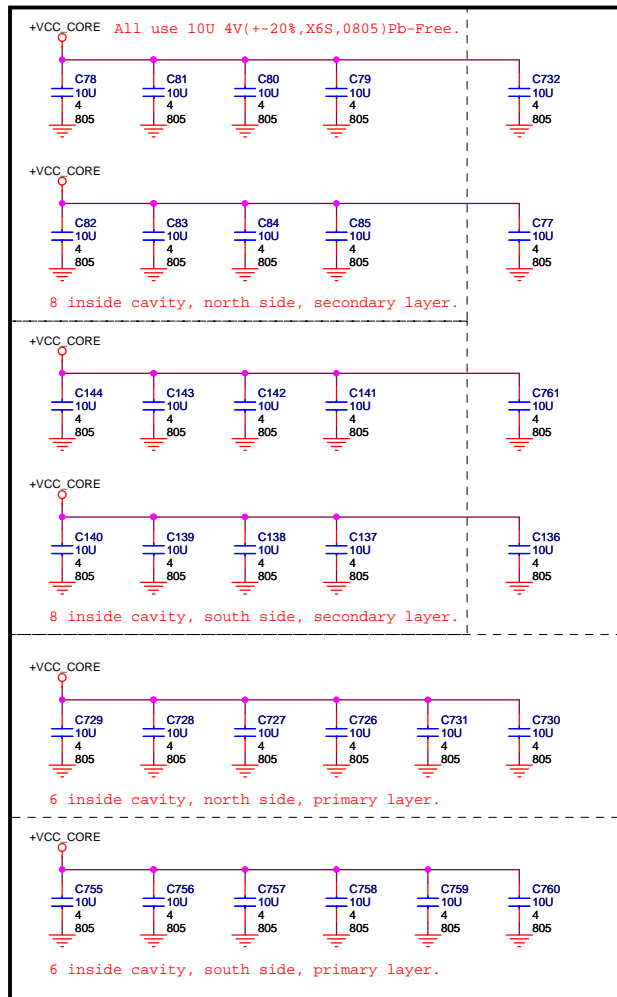 All use 10U 4V(+-20%,X6S,0805)Pb-Free.
+VCC_CORE
C78 C81 C80 C79 C732
10U 10U 10U 10U 10U
4 4 4 4 4
805 805 805 805 805
+VCC_CORE
C82 C83 C84 C85 C77
10U 10U 10U 10U 10U
4 4 4 4 4
805 805 805 805 805
8 inside cavity, north side, secondary layer.
+VCC_CORE
C144 C143 C142 C141 C761
10U 10U 10U 10U 10U
4 4 4 4 4
805 805 805 805 805
+VCC_CORE
C140 C139 C138 C137 C136
10U 10U 10U 10U 10U
4 4 4 4 4
805 805 805 805 805
8 inside cavity, south side, secondary layer.
+VCC_CORE
C729 C728 C727 C726 C731 C730
10U 10U 10U 10U 10U 10U
4 4 4 4 4 4
805 805 805 805 805 805
6 inside cavity, north side, primary layer.
+VCC_CORE
C755 C756 C757 C758 C759 C760
10U 10U 10U 10U 10U 10U
4 4 4 4 4 4
805 805 805 805 805 805
6 inside cavity, south side, primary layer.